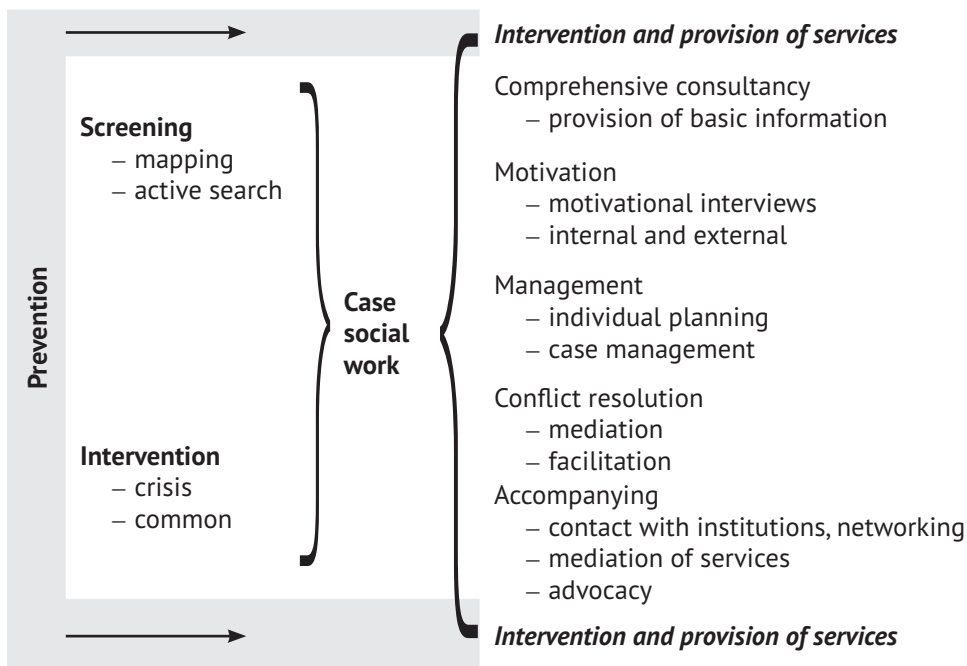 Prevention
Screening
– mapping
– active search
Intervention
– crisis
– common
Case
social
work
Intervention and provision of services
Comprehensive consultancy
– provision of basic information
Motivation
– motivational interviews
– internal and external
Management
– individual planning
– case management
Conflict resolution
– mediation
– facilitation
Accompanying
– contact with institutions, networking
– mediation of services
– advocacy
Intervention and provision of services